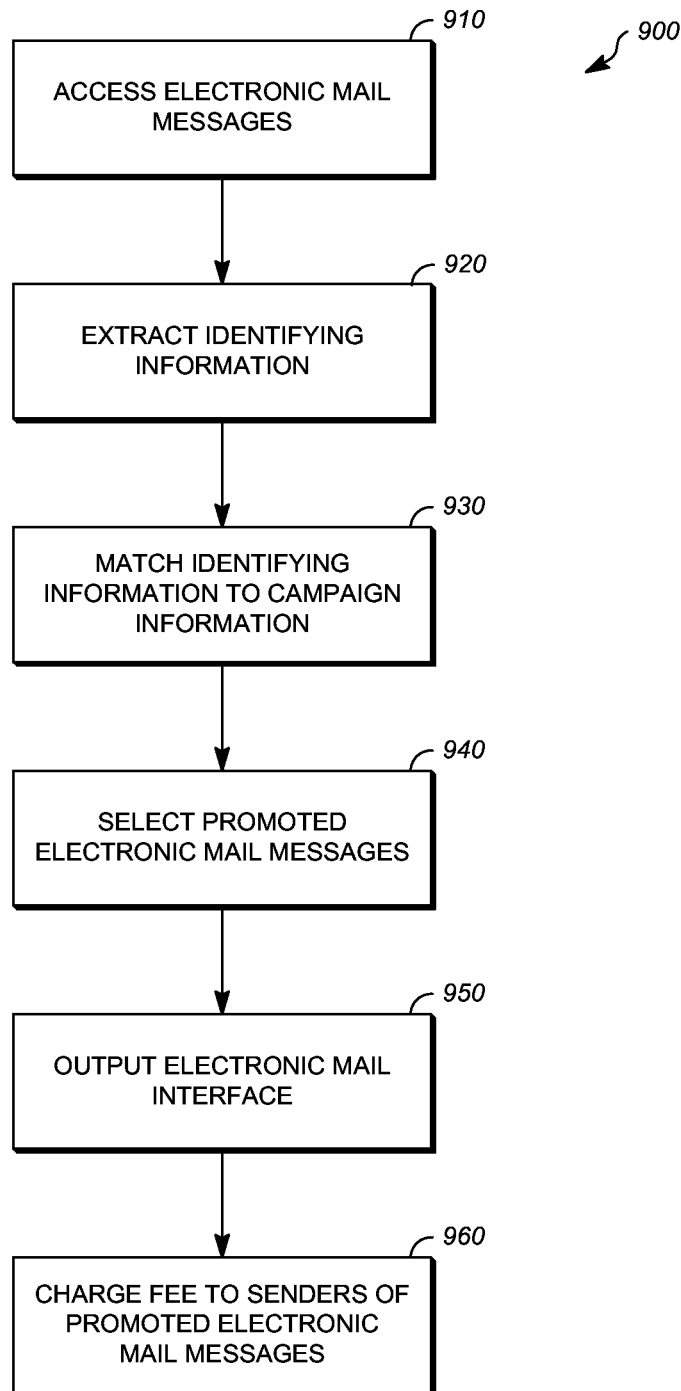 910
900
ACCESS ELECTRONIC MAIL
MESSAGES
920
EXTRACT IDENTIFYING
INFORMATION
930
MATCH IDENTIFYING
INFORMATION TO CAMPAIGN
INFORMATION
940
SELECT PROMOTED
ELECTRONIC MAIL MESSAGES
950
OUTPUT ELECTRONIC MAIL
INTERFACE
960
CHARGE FEE TO SENDERS OF
PROMOTED ELECTRONIC
MAIL MESSAGES